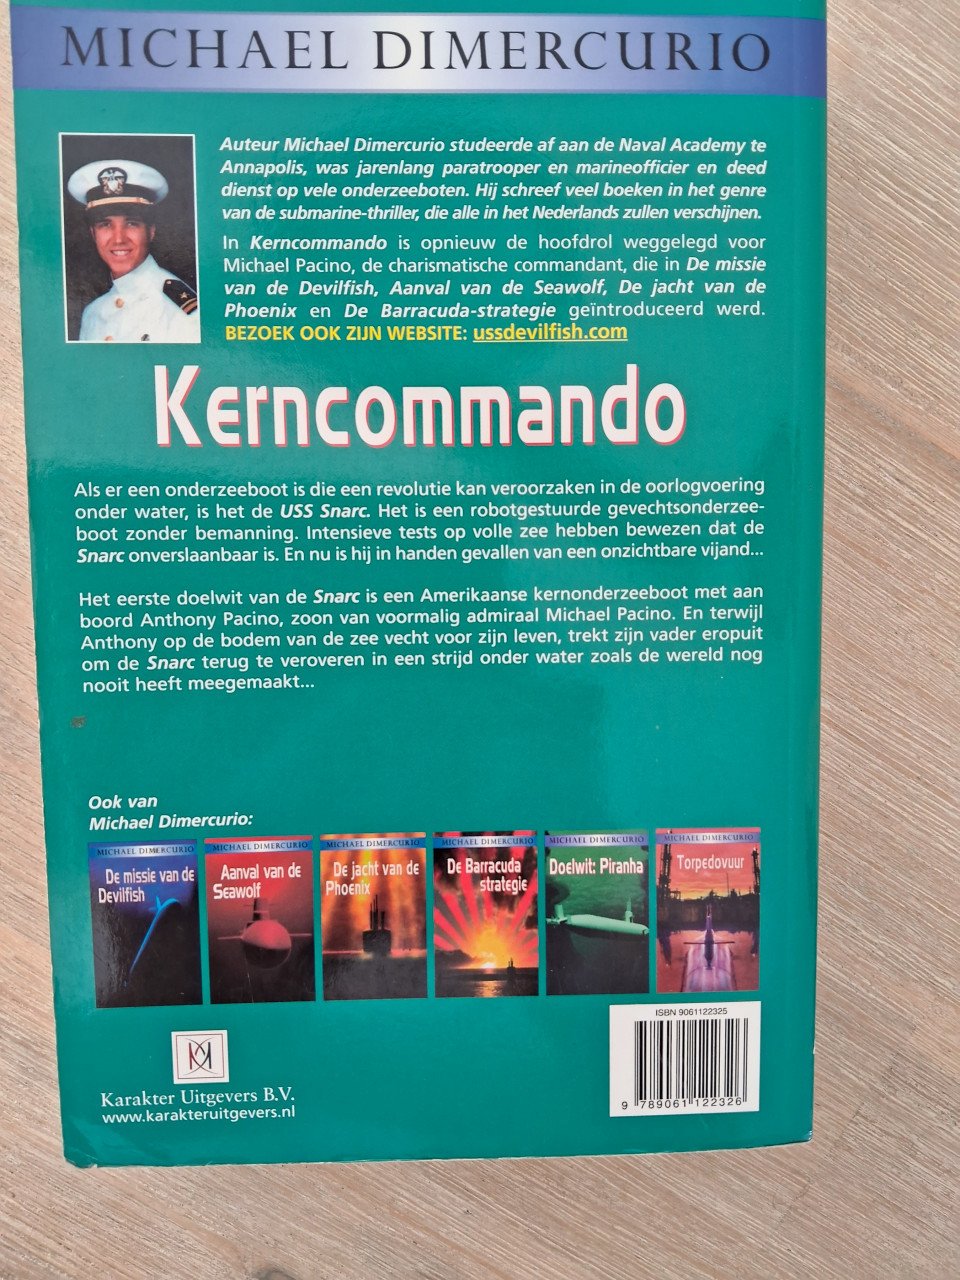 MICHAEL DIMERCURIO
Auteur Michael Dimercurio studeerde af aan de Naval Academy te
Annapolis, was jarenlang paratrooper en marineofficier en deed
dienst op vele onderzeeboten. Hij schreef veel boeken in het genre
van de submarine-thriller, die alle in het Nederlands zullen verschijnen.
In Kerncommando is opnieuw de hoofdrol weggelegd voor
Michael Pacino, de charismatische commandant, die in De missie
van de Devilfish, Aanval van de Seawolf, De jacht van de
Phoenix en De Barracuda-strategie geïntroduceerd werd.
BEZOEK OOK ZIJN WEBSITE: ussdevilfish.com
Kerncommando
Als er een onderzeeboot is die een revolutie kan veroorzaken in de oorlogvoering
onder water, is het de USS Snarc. Het is een robotgestuurde gevechtsonderzee-
boot zonder bemanning. Intensieve tests op volle zee hebben bewezen dat de
Snarc onverslaanbaar is. En nu is hij in handen gevallen van een onzichtbare vijand...
Het eerste doelwit van de Snarc is een Amerikaanse kernonderzeeboot met aan
boord Anthony Pacino, zoon van voormalig admiraal Michael Pacino. En terwijl
Anthony op de bodem van de zee vecht voor zijn leven, trekt zijn vader eropuit
om de Snarc terug te veroveren in een strijd onder water zoals de wereld nog
nooit heeft meegemaakt...
Ook van
Michael Dimercurio:
MICHAEL DIMERCURIO
De missie van de
Devilfish
MICHAEL DIMERCURIO
Aanval van de
Seawolf
MICHAEL DIMERCURIO
De jacht van de
Phoenix
MICHAEL DIMERCURIO
De Barracuda
strategie
MICHAEL DIMERCURIO
Doelwit: Piranha
MICHAEL DIMERCURIO
Torpedovuur
Karakter Uitgevers B.V.
www.karakteruitgevers.nl
ISBN 9061122325
9 789061 122326